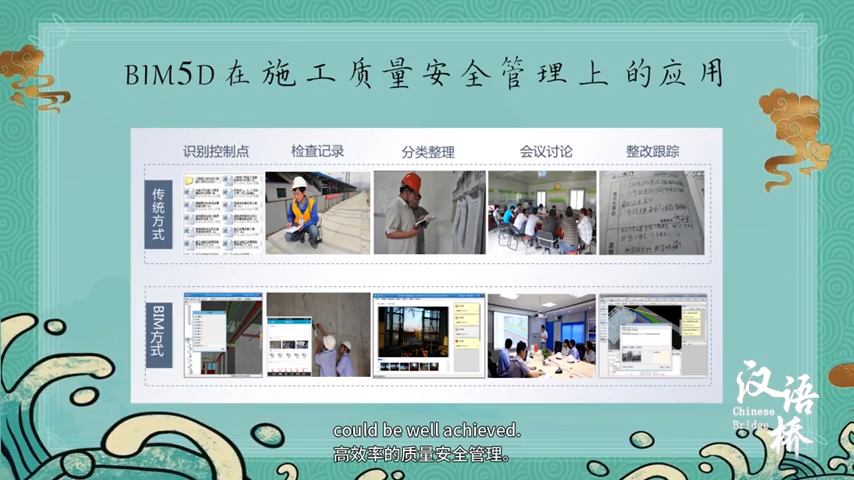 BIM5D在施工质量安全管理上的应用
识别控制点 检查记录 分类整理 会议讨论 整改跟踪
传统方式
BIM方式
汉语桥
Chinese
Bridge
could be well achieved.
高效率的质量安全管理。